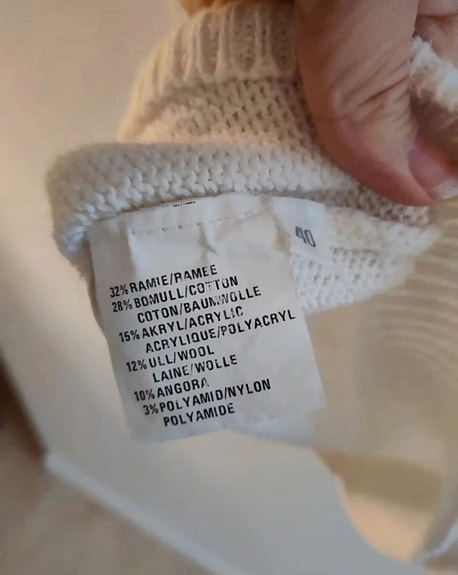 40
32% RAMIE/RAMEE
28% BOMULL/COTTON
COTON/BAUMWOLLE
15% AKRYL/ACRYLIC
ACRYLIQUE/POLYACRYL
12% ULL/WOOL
LAINE/WOLLE
10% ANGORA
3% POLYAMID/NYLON
POLYAMIDE